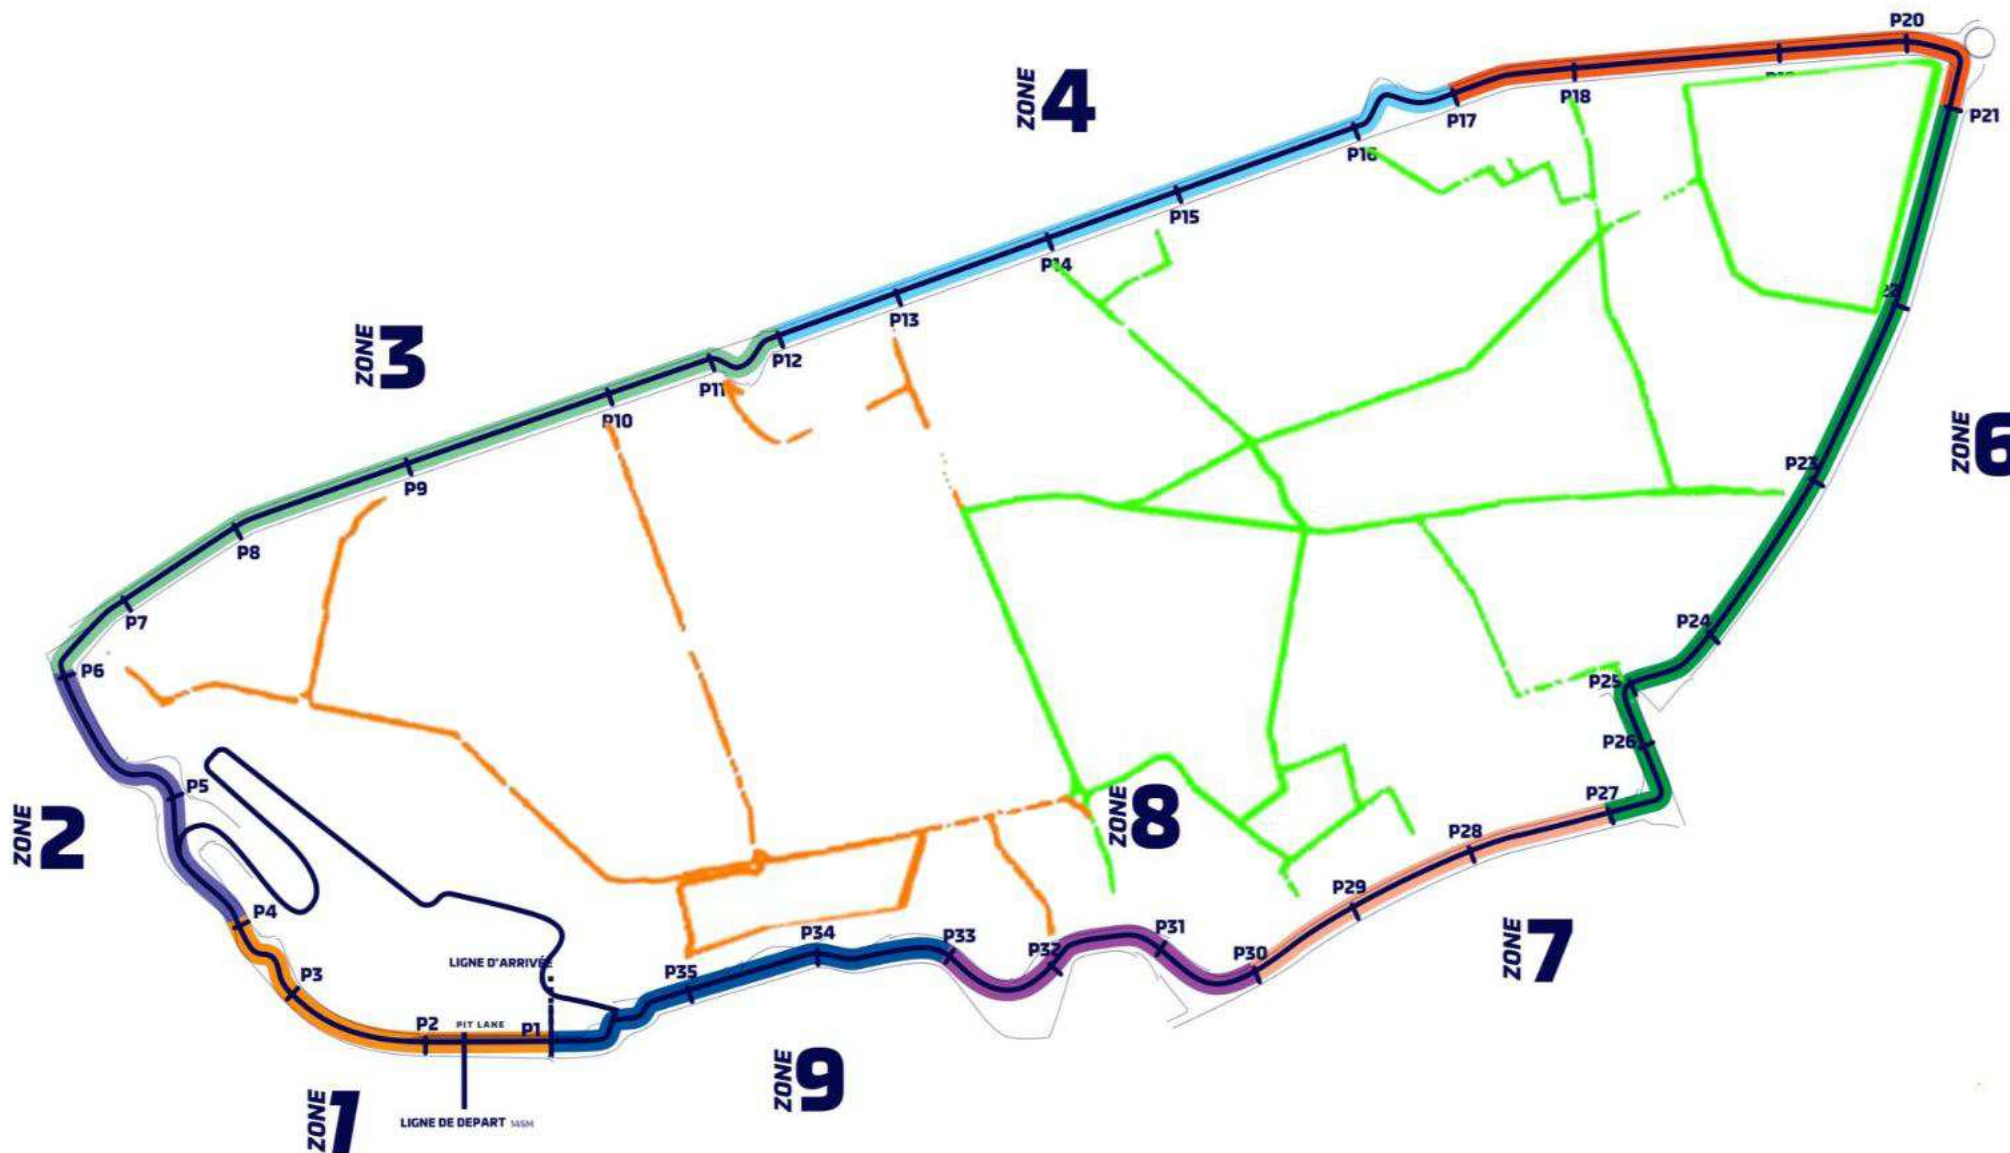 P20
ZONE 4
P18
P21
P17
P16
P15
P14
P13
ZONE 3
P12
P11
P10
P9
P8
P7
P6
ZONE 6
P23
P24
P25
P26
P27
P28
P29
P30
ZONE 7
ZONE 8
P31
P32
P33
P34
P35
ZONE 2
P5
P4
P3
LIGNE D'ARRIVÉE
P2
PIT LANE
P1
ZONE 9
ZONE 1
LIGNE DE DEPART